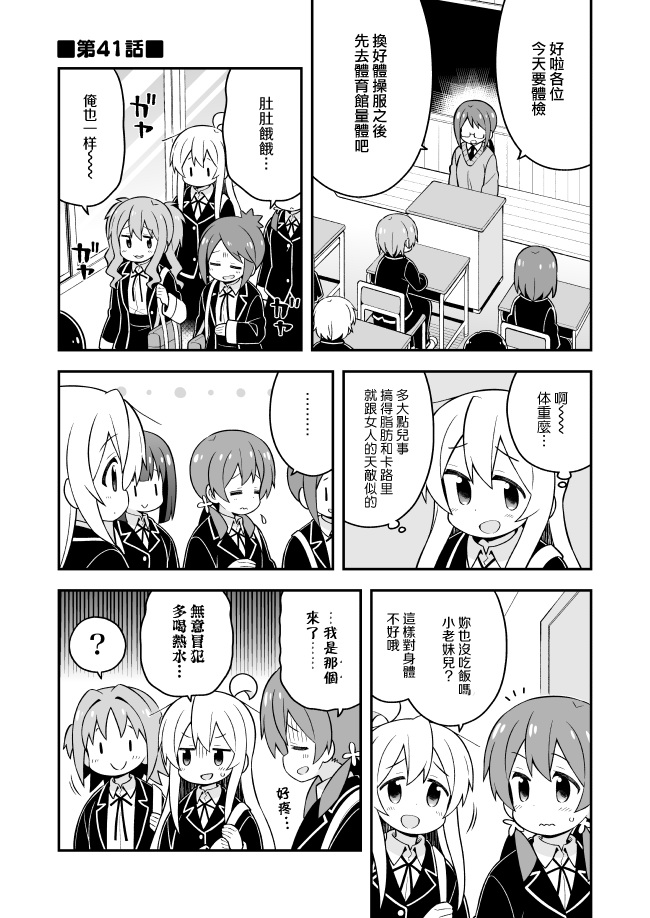 ■第41話■
好啦各位
今天要體檢
換好體操服之後
先去體育館量體吧
肚肚餓餓…
俺也一样~~~
ガヤ
ガヤ
啊~~~
体重麼…
多大點兒事
搞得脂肪和卡路里
就跟女人的天敵似的
………
妳也沒吃飯嗎
小老妹兒？
這樣對身體
不好哦
…我是那個
來了……
好疼…
無意冒犯
多喝熱水…
？